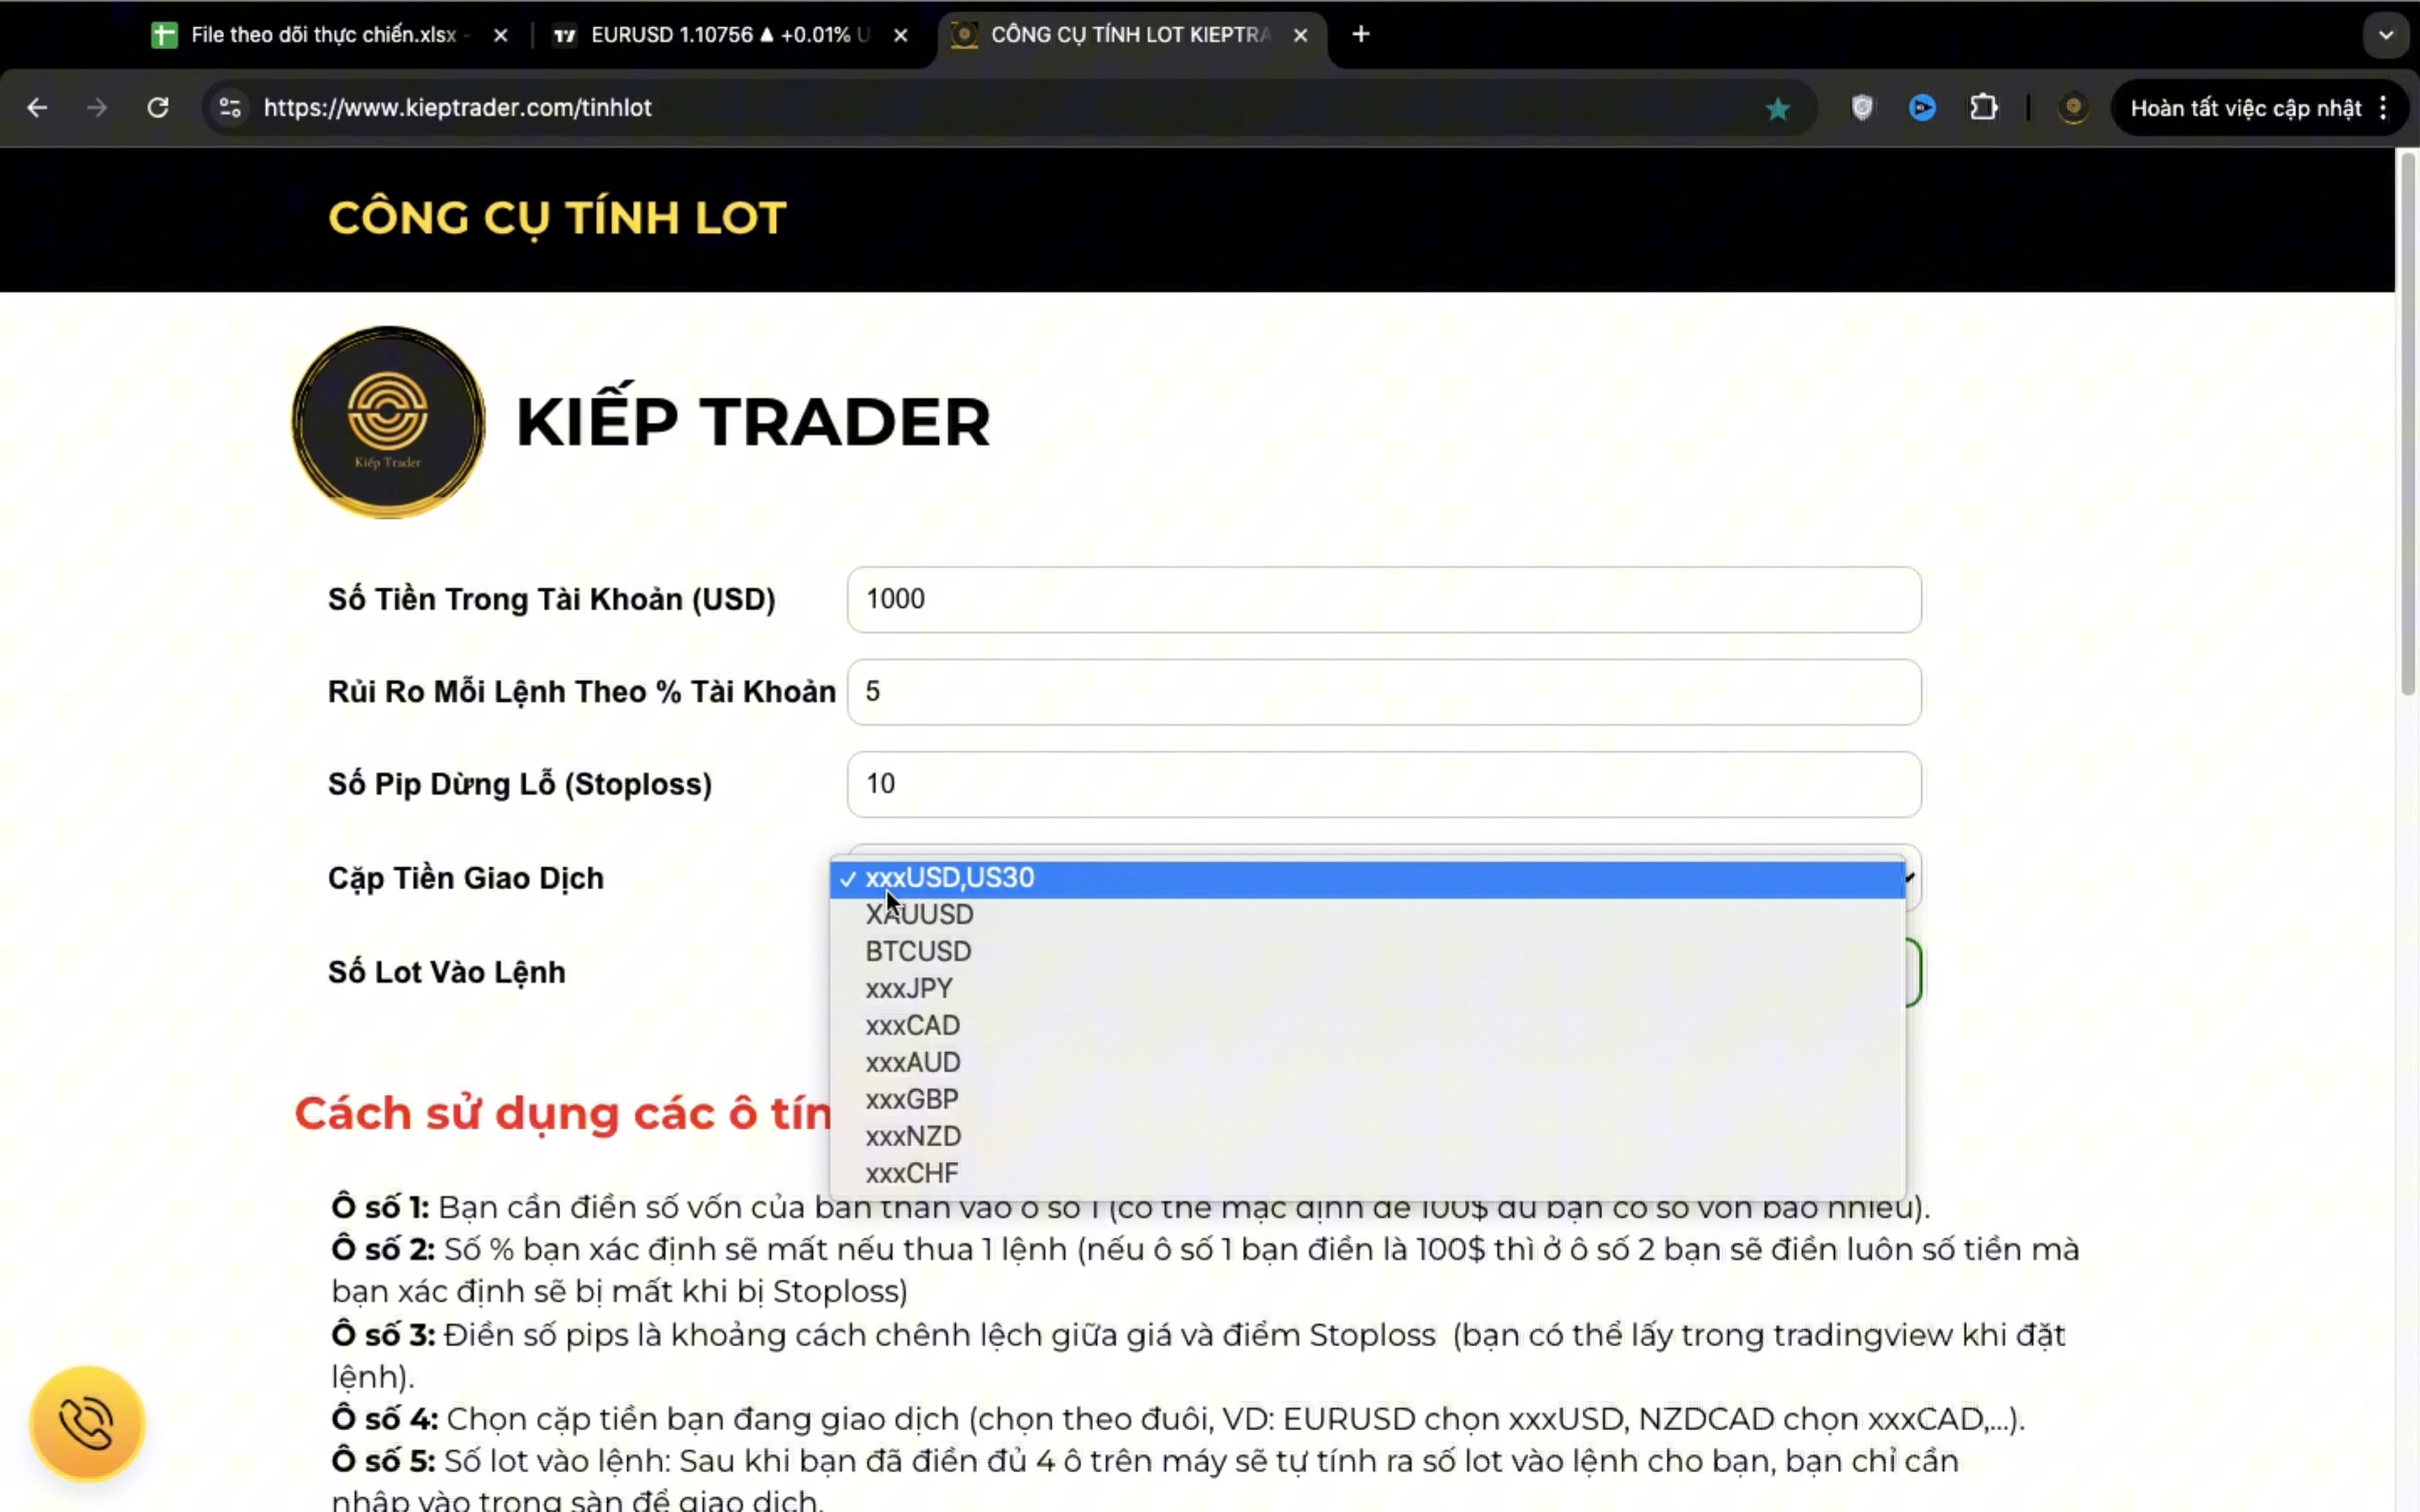 File theo dõi thực chiến.xlsx -
EURUSD 1.10756 ▲ +0.01% U
CÔNG CỤ TÍNH LOT KIEPTRA
https://www.kieptrader.com/tinhlot
Hoàn tất việc cập nhật
CÔNG CỤ TÍNH LOT
Kiếp Trader
KIẾP TRADER
Số Tiền Trong Tài Khoản (USD)
1000
Rủi Ro Mỗi Lệnh Theo % Tài Khoản
5
Số Pip Dừng Lỗ (Stoploss)
10
Cặp Tiền Giao Dịch
✓ xxxUSD,US30
XAUUSD
BTCUSD
xxxJPY
xxxCAD
xxxAUD
xxxGBP
xxxNZD
xxxCHF
Số Lot Vào Lệnh
Cách sử dụng các ô tín
Ô số 1: Bạn cần điền số vốn của bản thân vào ô số 1 (có thể mặc định để 100$ dù bạn có số vốn bao nhiêu).
Ô số 2: Số % bạn xác định sẽ mất nếu thua 1 lệnh (nếu ô số 1 bạn điền là 100$ thì ở ô số 2 bạn sẽ điền luôn số tiền mà
bạn xác định sẽ bị mất khi bị Stoploss)
Ô số 3: Điền số pips là khoảng cách chênh lệch giữa giá và điểm Stoploss (bạn có thể lấy trong tradingview khi đặt
lệnh).
Ô số 4: Chọn cặp tiền bạn đang giao dịch (chọn theo đuôi, VD: EURUSD chọn xxxUSD, NZDCAD chọn xxxCAD,...).
Ô số 5: Số lot vào lệnh: Sau khi bạn đã điền đủ 4 ô trên máy sẽ tự tính ra số lot vào lệnh cho bạn, bạn chỉ cần
nhập vào trong sàn để giao dịch.